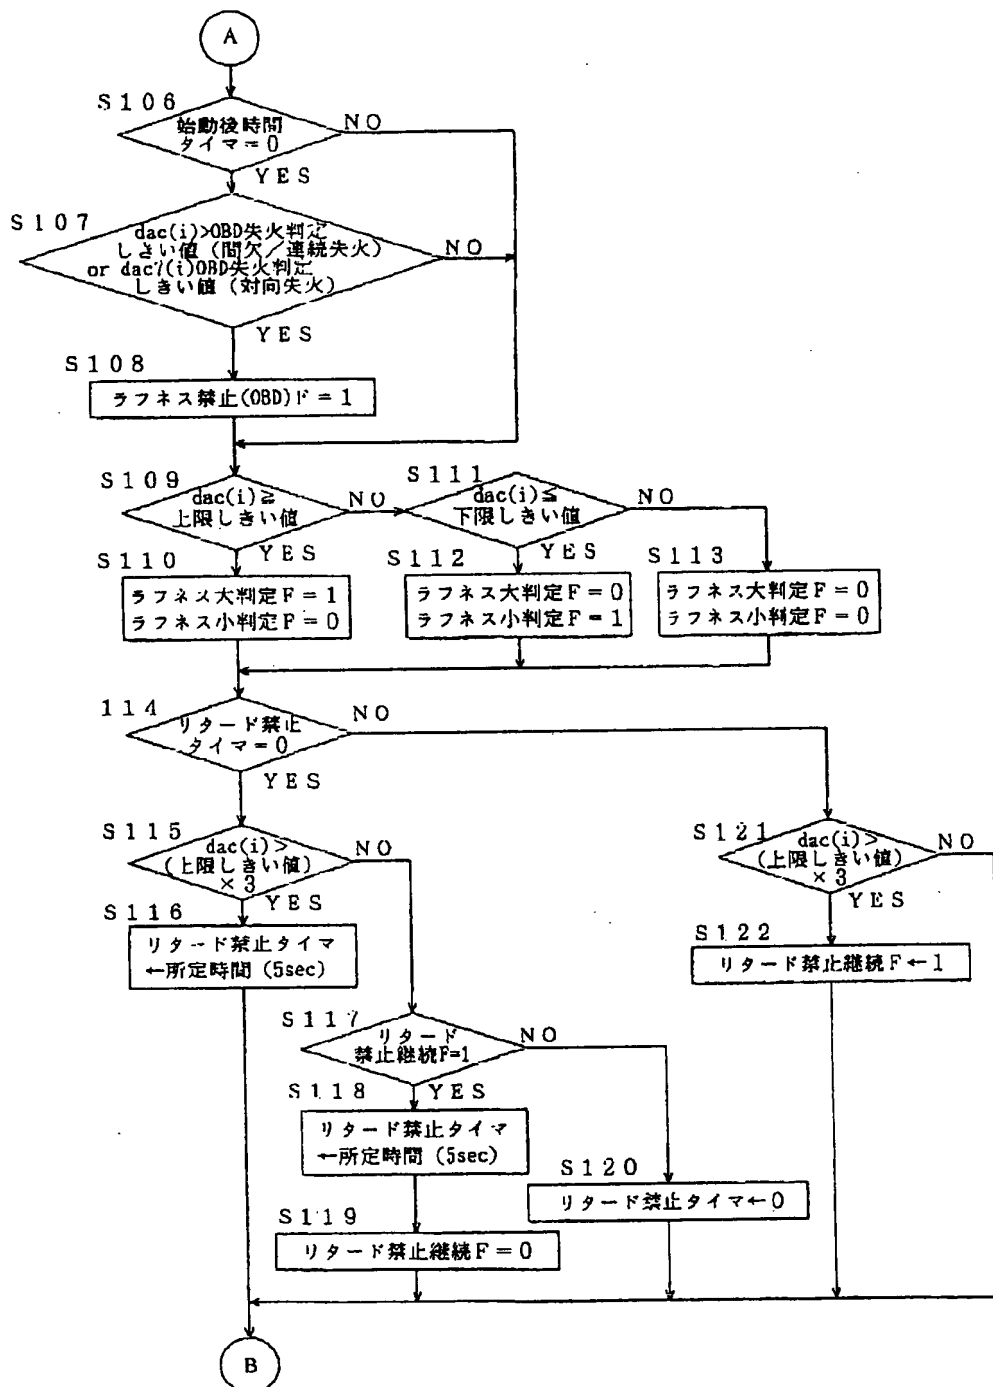 A
S106
始動後時間
タイマ=0
NO
YES
S107
dac(i)>OBD失火判定
しきい値(間欠/連続失火)
or dac7(i)OBD失火判定
しきい値(対向失火)
NO
YES
S108
ラフネス禁止(OBD)F=1
S109
dac(i)≧
上限しきい値
NO
YES
S111
dac(i)≦
下限しきい値
NO
YES
S110
ラフネス大判定F=1
ラフネス小判定F=0
S112
ラフネス大判定F=0
ラフネス小判定F=1
S113
ラフネス大判定F=0
ラフネス小判定F=0
114
リタード禁止
タイマ=0
NO
YES
S115
dac(i)>
(上限しきい値)
×3
NO
YES
S121
dac(i)>
(上限しきい値)
×3
NO
YES
S116
リタード禁止タイマ
←所定時間(5sec)
S122
リタード禁止継続F←1
S117
リタード
禁止継続F=1
NO
YES
S118
リタード禁止タイマ
←所定時間(5sec)
S120
リタード禁止タイマ←0
S119
リタード禁止継続F=0
B